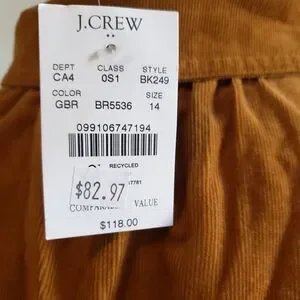 J.CREW
DEPT CLASS STYLE
CA4 0S1 BK249
COLOR SIZE
GBR BR5536 14
099106747194
RECYCLED
7781
$82.97
VALUE
$118.00